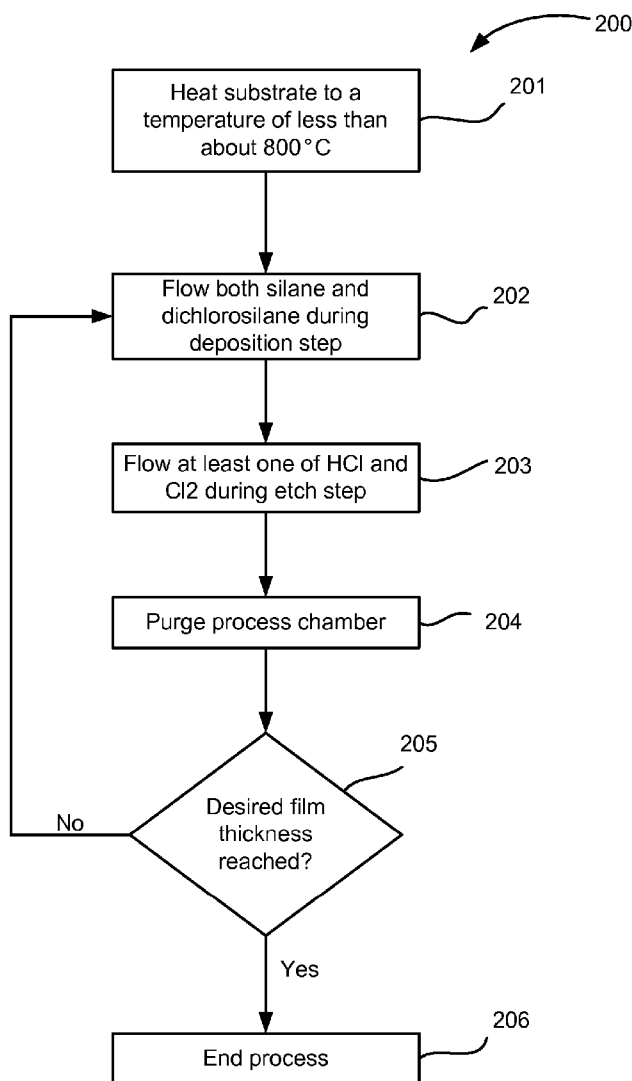 200
Heat substrate to a
temperature of less than
about 800°C
201
Flow both silane and
dichlorosilane during
deposition step
202
Flow at least one of HCl and
Cl2 during etch step
203
Purge process chamber
204
205
Desired film
thickness
reached?
No
Yes
206
End process